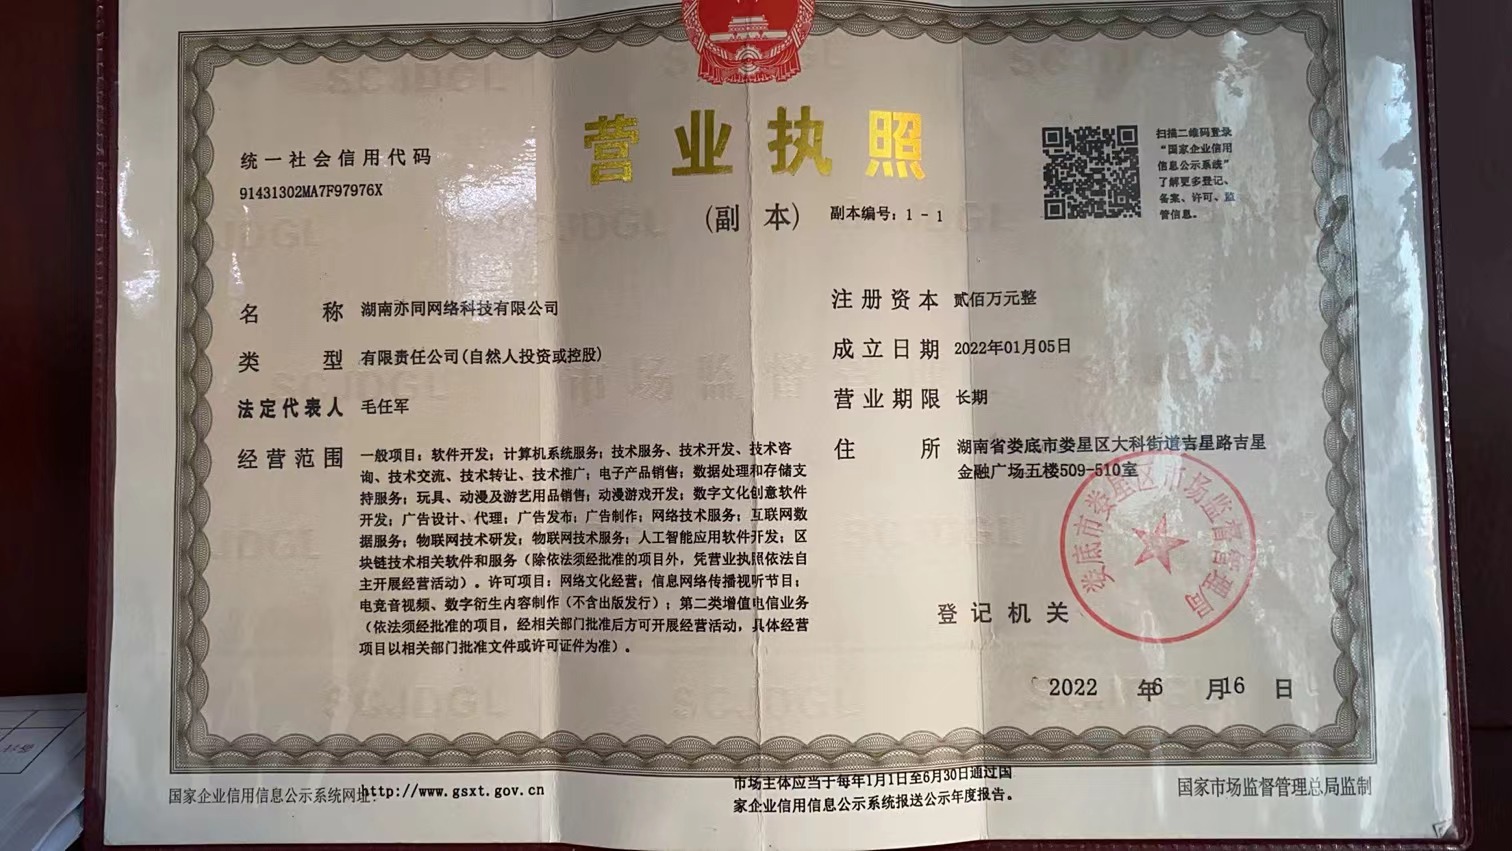 统一社会信用代码
91431302MA7F97976X
营业执照
(副 本) 副本编号：1-1
扫描二维码登录
“国家企业信用
信息公示系统”
了解更多登记、
备案、许可、监
管信息。
名 称 湖南亦同网络科技有限公司
类 型 有限责任公司(自然人投资或控股)
法定代表人 毛任军
经营范围 一般项目：软件开发；计算机系统服务；技术服务、技术开发、技术咨
询、技术交流、技术转让、技术推广；电子产品销售；数据处理和存储支
持服务；玩具、动漫及游艺用品销售；动漫游戏开发；数字文化创意软件
开发；广告设计、代理；广告发布；广告制作；网络技术服务；互联网数
据服务；物联网技术研发；物联网技术服务；人工智能应用软件开发；区
块链技术相关软件和服务（除依法须经批准的项目外，凭营业执照依法自
主开展经营活动）。许可项目：网络文化经营；信息网络传播视听节目；
电竞音视频、数字衍生内容制作（不含出版发行）；第二类增值电信业务
（依法须经批准的项目，经相关部门批准后方可开展经营活动，具体经营
项目以相关部门批准文件或许可证件为准）。
注册资本 贰佰万元整
成立日期 2022年01月05日
营业期限 长期
住 所 湖南省娄底市娄星区大科街道吉星路吉星
金融广场五楼509-510室
娄底市娄星区市场监督管理局
登记机关
2022 年6 月16 日
国家企业信用信息公示系统网址：http://www.gsxt.gov.cn
市场主体应当于每年1月1日至6月30日通过国
家企业信用信息公示系统报送公示年度报告。
国家市场监督管理总局监制
SCJDGL
市场监督